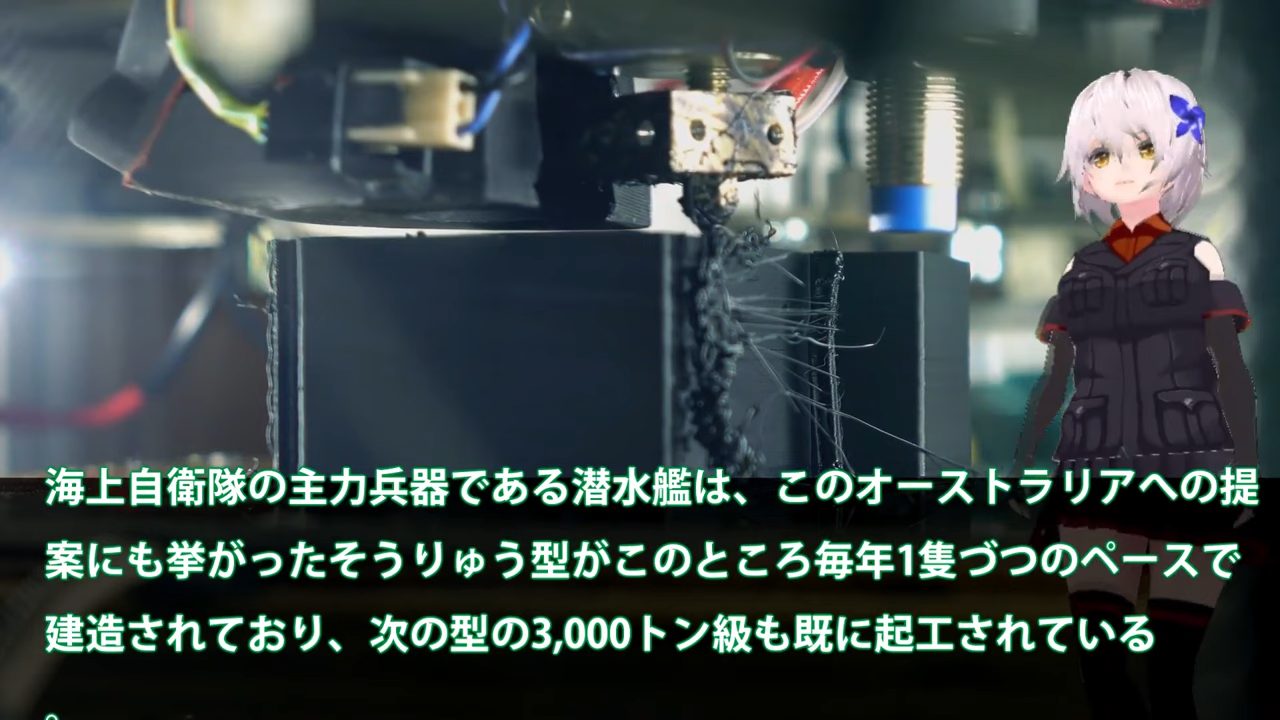 海上自衛隊の主力兵器である潜水艦は、このオーストラリアへの提
案にも挙がったそうりゅう型がこのところ毎年1隻づつのペースで
建造されており、次の型の3,000トン級も既に起工されている
。